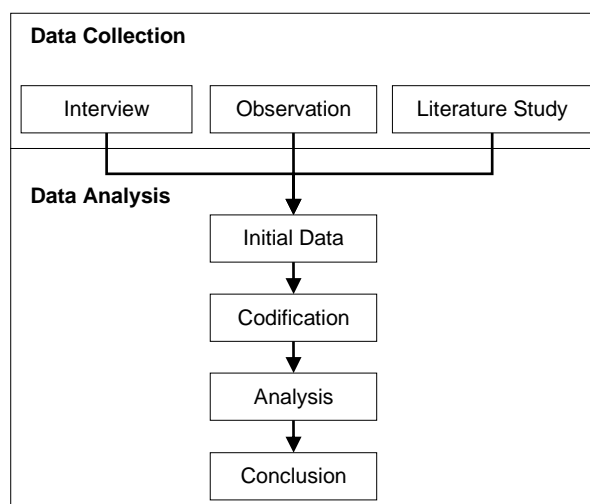 Data Collection
Interview
Observation
Literature Study
Data Analysis
Initial Data
Codification
Analysis
Conclusion